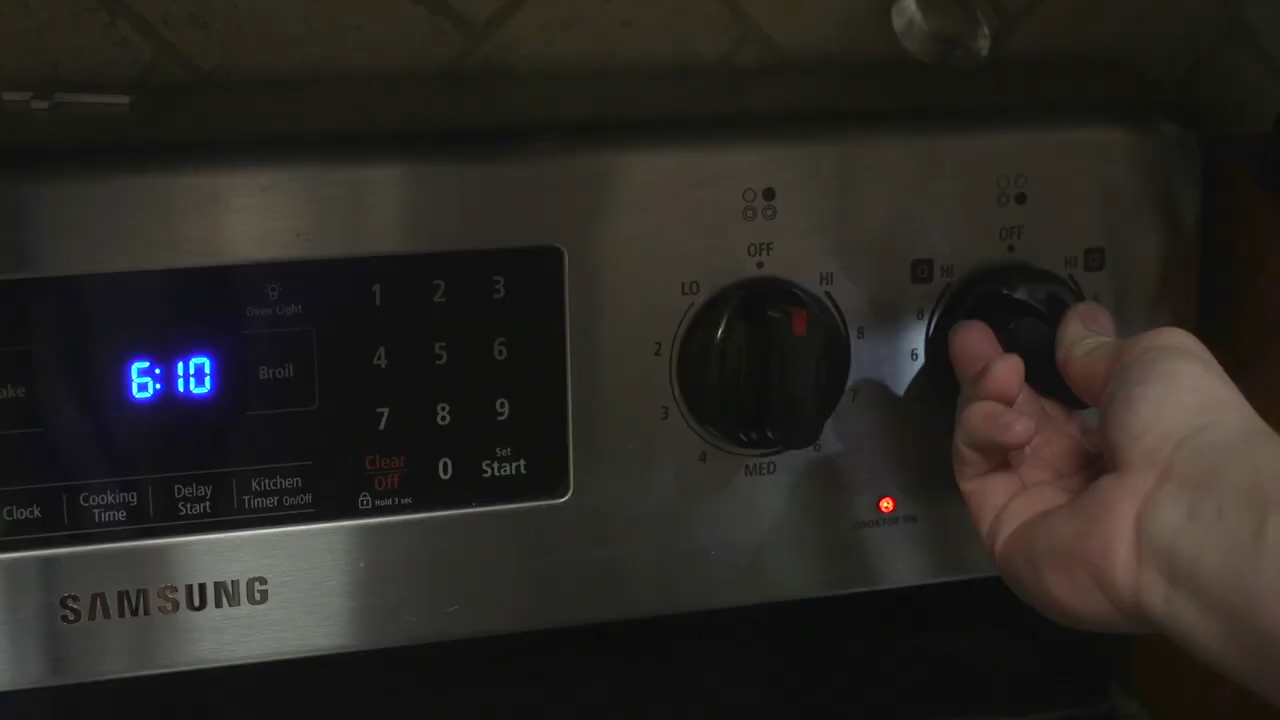 OFF
HI
HI
OFF
HI
LO
8
8
6
2
7
3
4
MED
6
COOKTOP ON
Oven Light
6:10
Broil
1 2 3
4 5 6
7 8 9
Clear
Off
0
Set
Start
Hold 3 sec
Clock
Cooking
Time
Delay
Start
Kitchen
Timer On/Off
SAMSUNG